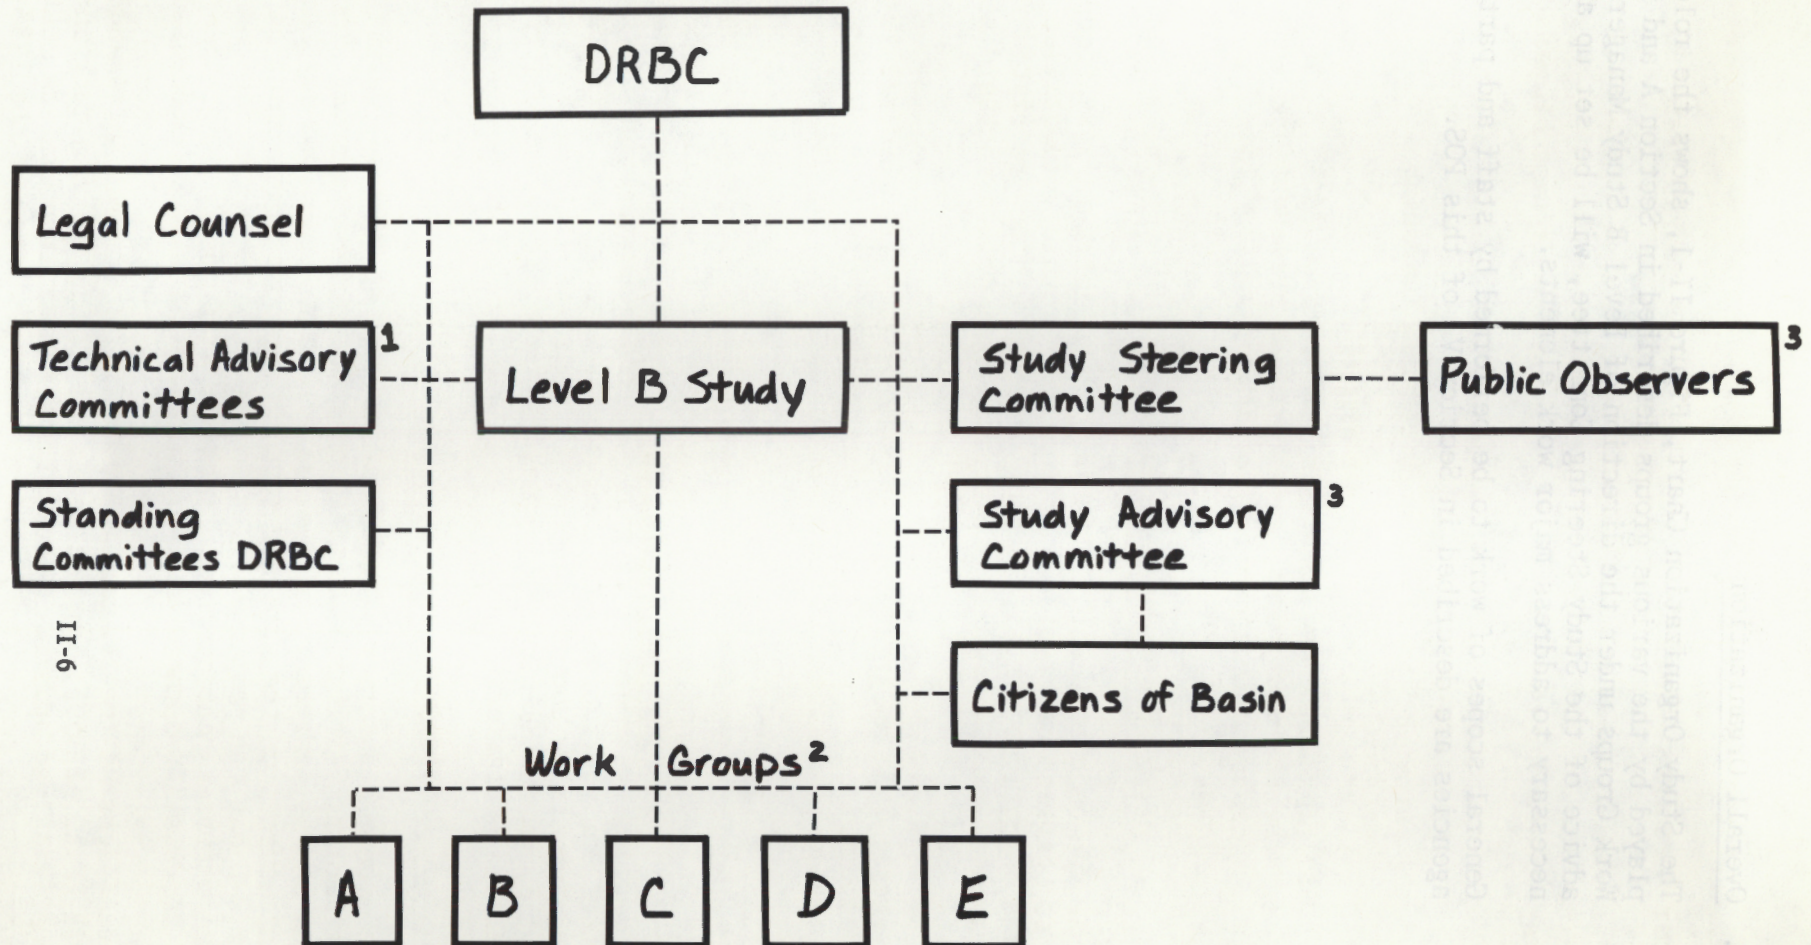 DRBC
Legal Counsel
Technical Advisory 1
Committees
Level B Study
Study Steering
Committee
Public Observers 3
Standing
Committees DRBC
Study Advisory 3
Committee
Citizens of Basin
II-6
Work Groups 2
A B C D E